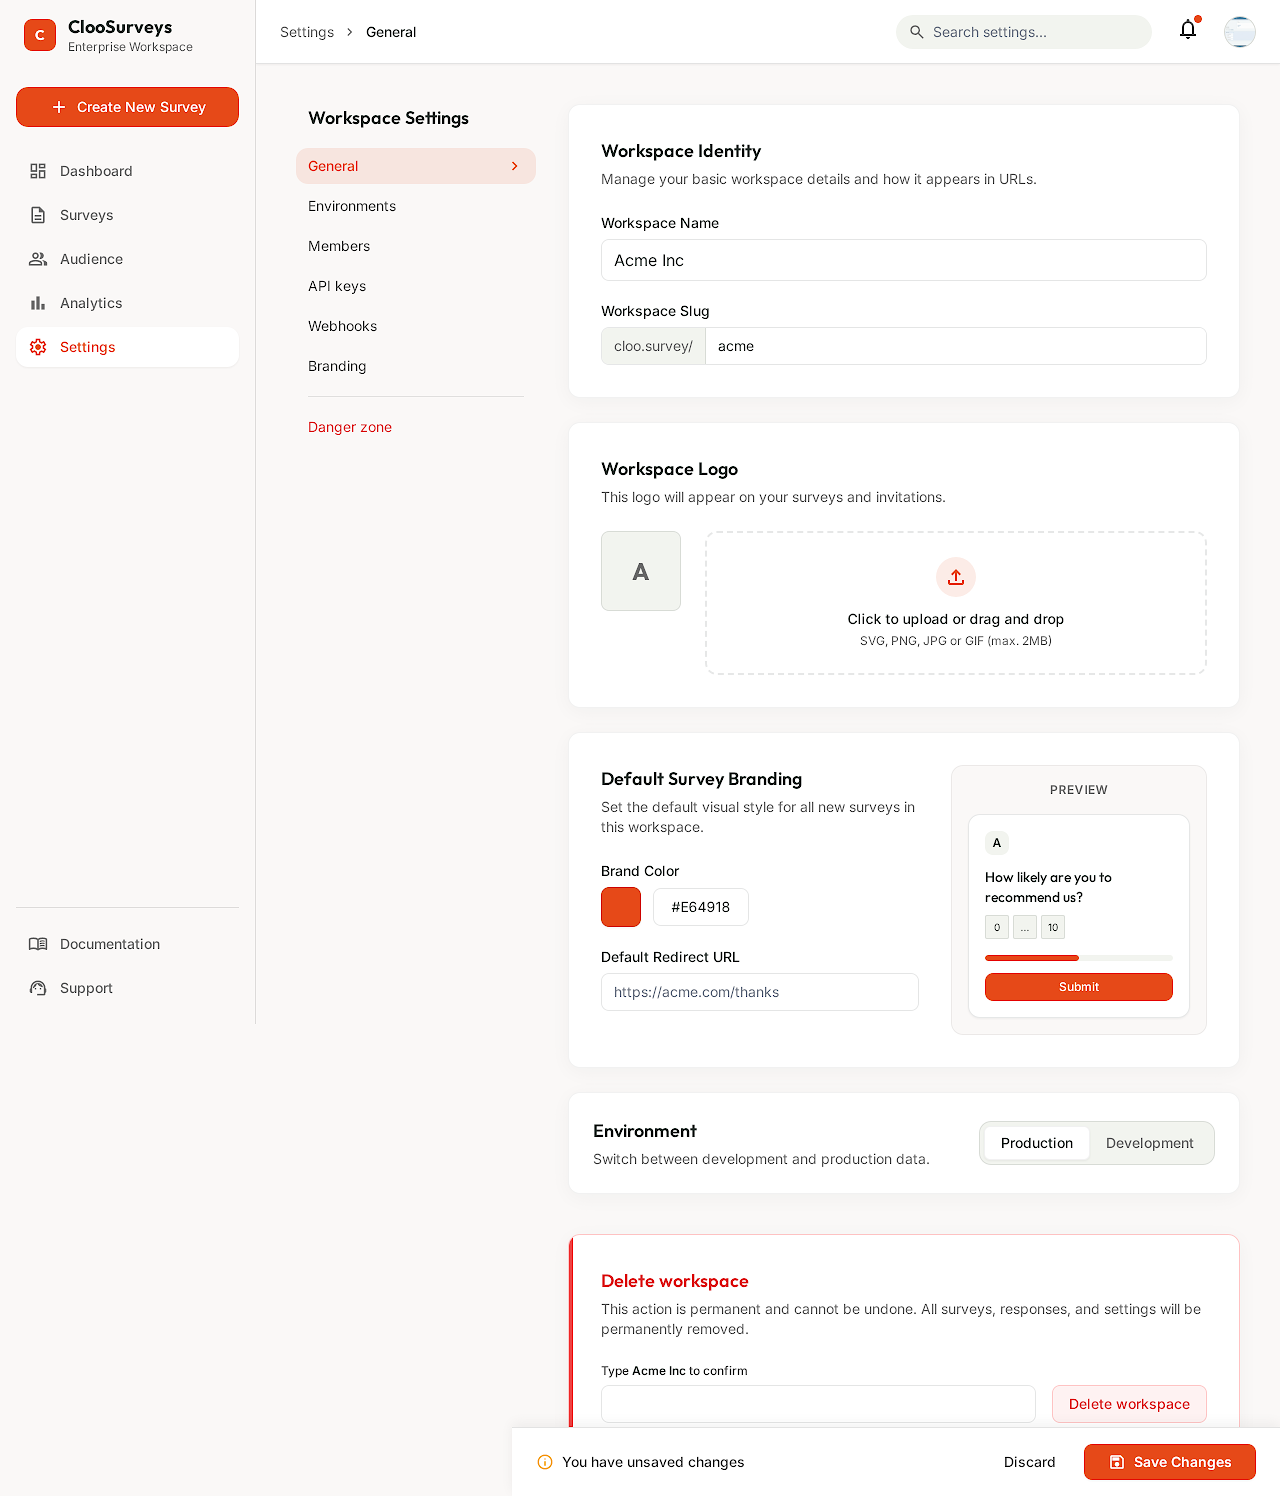 C
ClooSurveys
Enterprise Workspace
Create New Survey
Dashboard
Surveys
Audience
Analytics
Settings
Documentation
Support
Settings
General
Search settings...
Workspace Settings
General
Environments
Members
API keys
Webhooks
Branding
Danger zone
Workspace Identity
Manage your basic workspace details and how it appears in URLs.
Workspace Name
Acme Inc
Workspace Slug
cloo.survey/
acme
Workspace Logo
This logo will appear on your surveys and invitations.
A
Click to upload or drag and drop
SVG, PNG, JPG or GIF (max. 2MB)
Default Survey Branding
Set the default visual style for all new surveys in
this workspace.
Brand Color
#E64918
Default Redirect URL
https://acme.com/thanks
PREVIEW
A
How likely are you to
recommend us?
0
...
10
Submit
Environment
Switch between development and production data.
Production
Development
Delete workspace
This action is permanent and cannot be undone. All surveys, responses, and settings will be
permanently removed.
Type Acme Inc to confirm
Delete workspace
You have unsaved changes
Discard
Save Changes